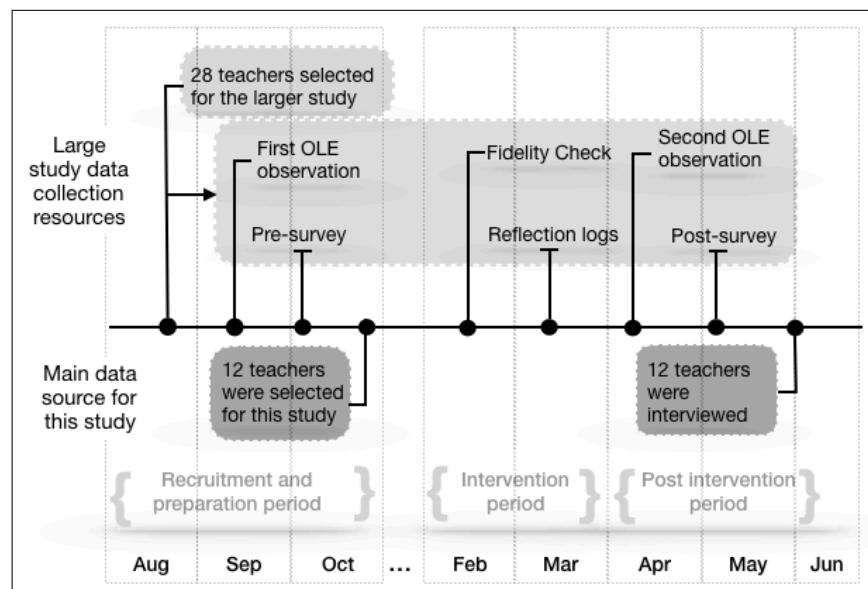 28 teachers selected
for the larger study
Large
study data
collection
resources
First OLE
observation
Fidelity Check
Second OLE
observation
Pre-survey
Reflection logs
Post-survey
Main data
source for
this study
12 teachers
were selected
for this study
12 teachers
were
interviewed
{ Recruitment and
preparation period }
{ Intervention
period }
{ Post intervention
period }
Aug Sep Oct ... Feb Mar Apr May Jun